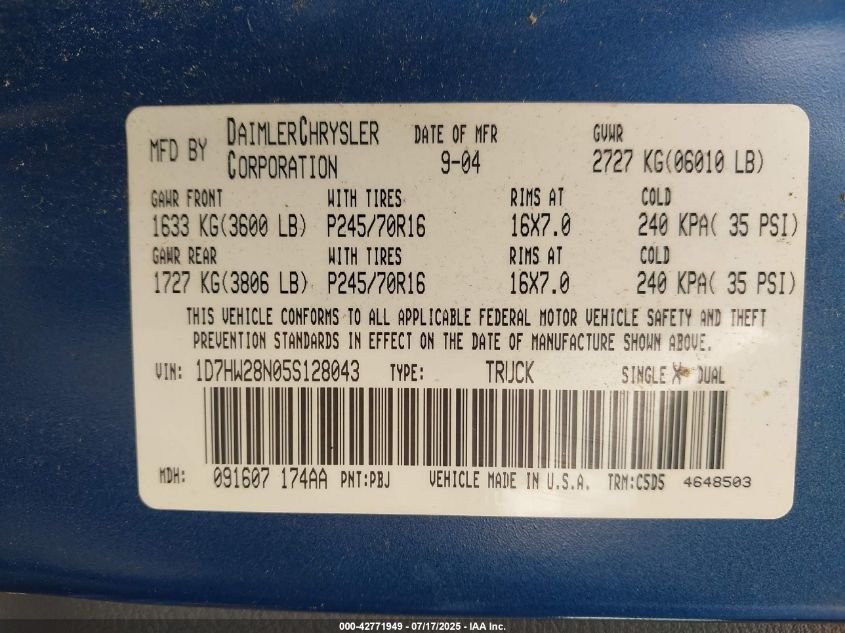 MFD BY DAIMLERCHRYSLER CORPORATION DATE OF MFR 9-04 GVWR 2727 KG(06010 LB)
GAWR FRONT WITH TIRES RIMS AT COLD
1633 KG(3600 LB) P245/70R16 16X7.0 240 KPA( 35 PSI)
GAWR REAR WITH TIRES RIMS AT COLD
1727 KG(3806 LB) P245/70R16 16X7.0 240 KPA( 35 PSI)
THIS VEHICLE CONFORMS TO ALL APPLICABLE FEDERAL MOTOR VEHICLE SAFETY AND THEFT
PREVENTION STANDARDS IN EFFECT ON THE DATE OF MANUFACTURE SHOWN ABOVE.
VIN: 1D7HW28N05S128043 TYPE: TRUCK SINGLE X DUAL
MDH: 091607 174AA PNT:PBJ VEHICLE MADE IN U.S.A. TRM:C5D5 4648503
000-42771949 - 07/17/2025 - IAA Inc.